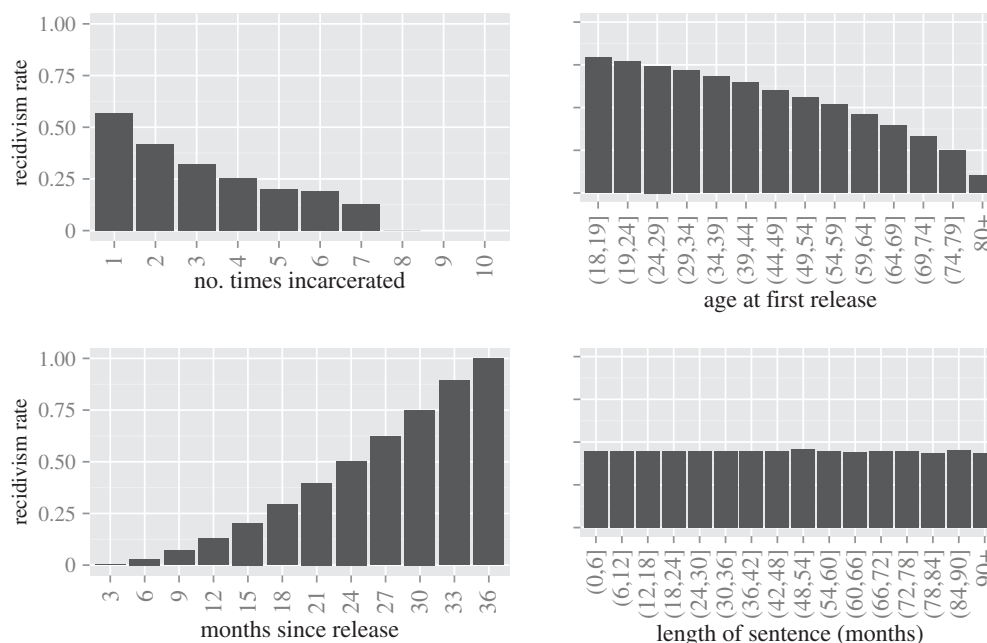 1.00
0.75
0.50
0.25
0
recidivism rate
1 2 3 4 5 6 7 8 9 10
no. times incarcerated
(18,19] (19,24] (24,29] (29,34] (34,39] (39,44] (44,49] (49,54] (54,59] (59,64] (64,69] (69,74] (74,79] 80+
age at first release
1.00
0.75
0.50
0.25
0
recidivism rate
3 6 9 12 15 18 21 24 27 30 33 36
months since release
(0,6] (6,12] (12,18] (18,24] (24,30] (30,36] (36,42] (42,48] (48,54] (54,60] (60,66] (66,72] (72,78] (78,84] (84,90] 90+
length of sentence (months)